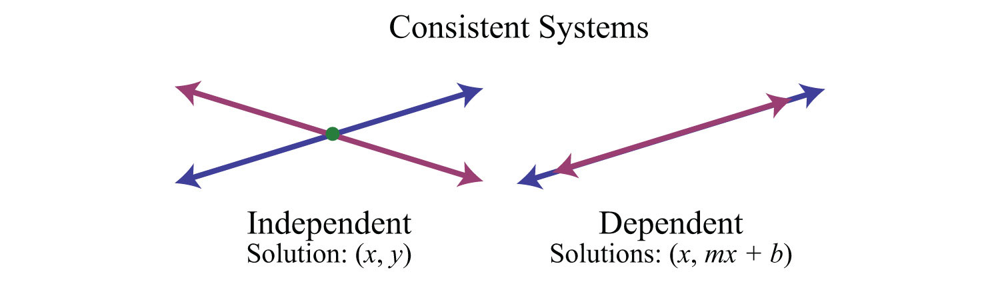 Consistent Systems
Independent
Solution: (x, y)
Dependent
Solutions: (x, mx + b)